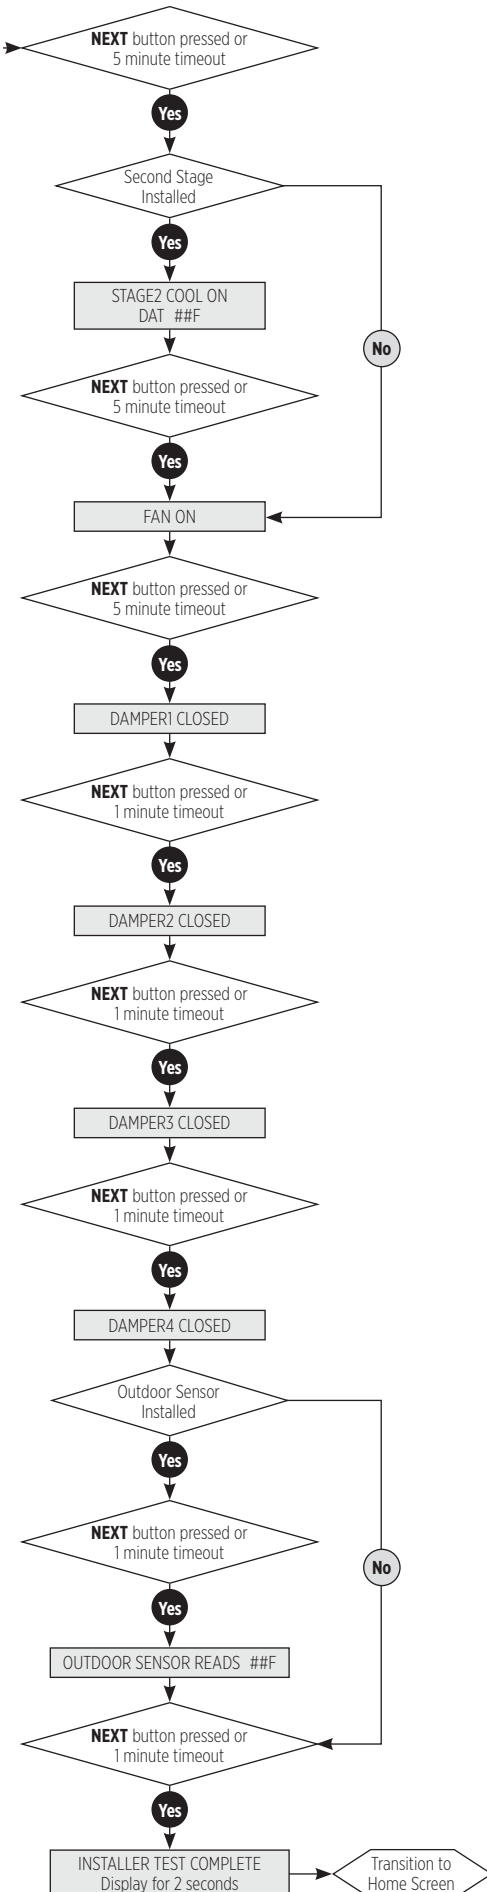 NEXT button pressed or
5 minute timeout
Yes
Second Stage
Installed
Yes
STAGE2 COOL ON
DAT ##F
No
NEXT button pressed or
5 minute timeout
Yes
FAN ON
NEXT button pressed or
5 minute timeout
Yes
DAMPER1 CLOSED
NEXT button pressed or
1 minute timeout
Yes
DAMPER2 CLOSED
NEXT button pressed or
1 minute timeout
Yes
DAMPER3 CLOSED
NEXT button pressed or
1 minute timeout
Yes
DAMPER4 CLOSED
Outdoor Sensor
Installed
Yes
NEXT button pressed or
1 minute timeout
No
Yes
OUTDOOR SENSOR READS ##F
NEXT button pressed or
1 minute timeout
Yes
INSTALLER TEST COMPLETE
Display for 2 seconds
Transition to
Home Screen